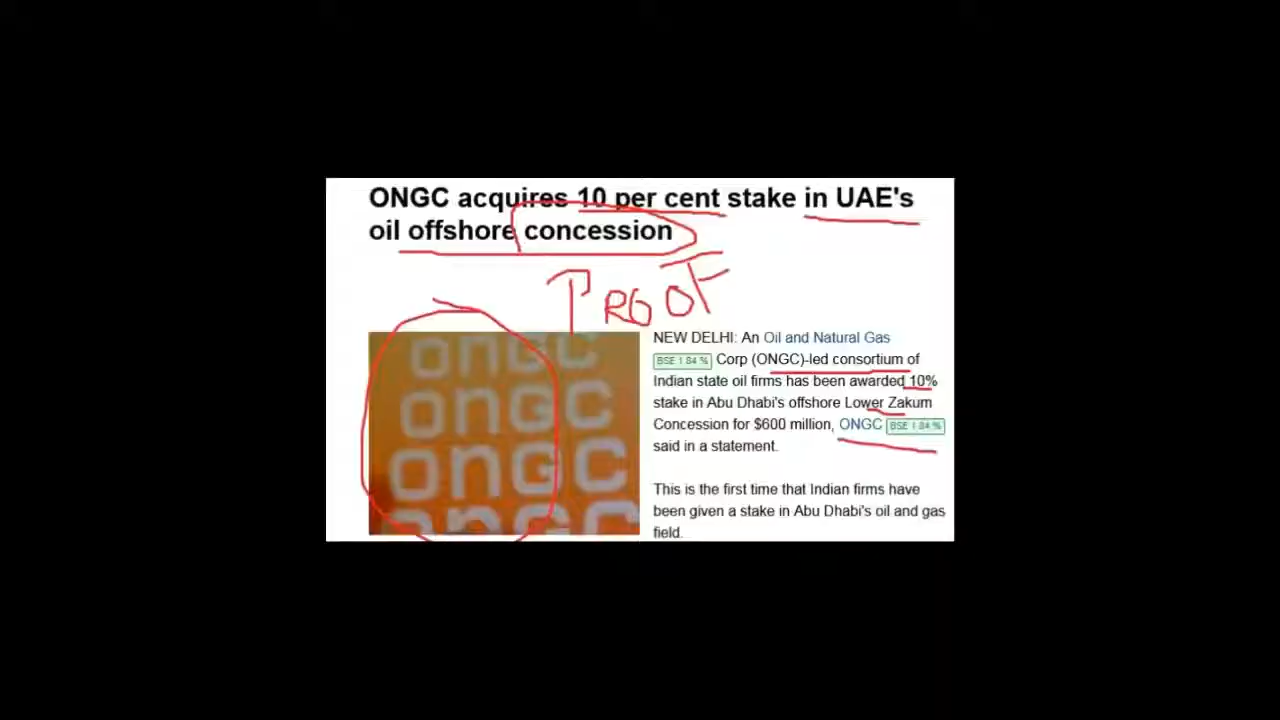 ONGC acquires 10 per cent stake in UAE's
oil offshore concession
PROOF
onGC
onGC
onGC
onGC
NEW DELHI: An Oil and Natural Gas
BSE 1.84 % Corp (ONGC)-led consortium of
Indian state oil firms has been awarded 10%
stake in Abu Dhabi's offshore Lower Zakum
Concession for $600 million, ONGC BSE 1.84 %
said in a statement.
This is the first time that Indian firms have
been given a stake in Abu Dhabi's oil and gas
field.